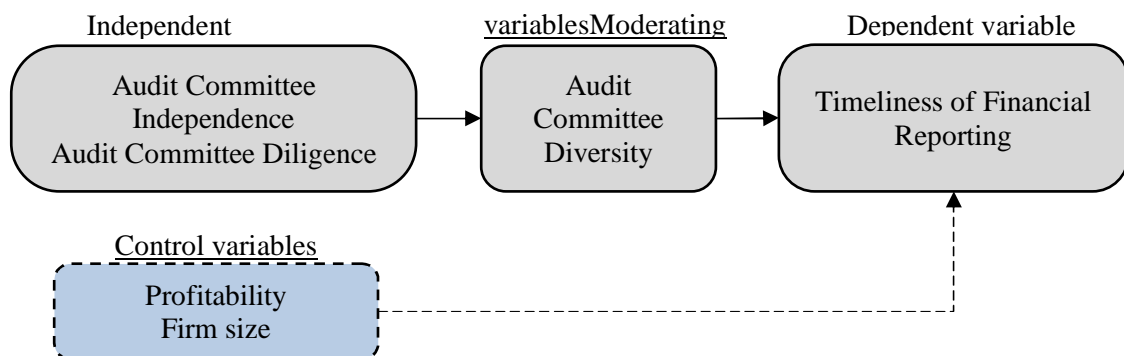 Independent
variablesModerating
Dependent variable
Audit Committee
Independence
Audit Committee Diligence
Audit
Committee
Diversity
Timeliness of Financial
Reporting
Control variables
Profitability
Firm size